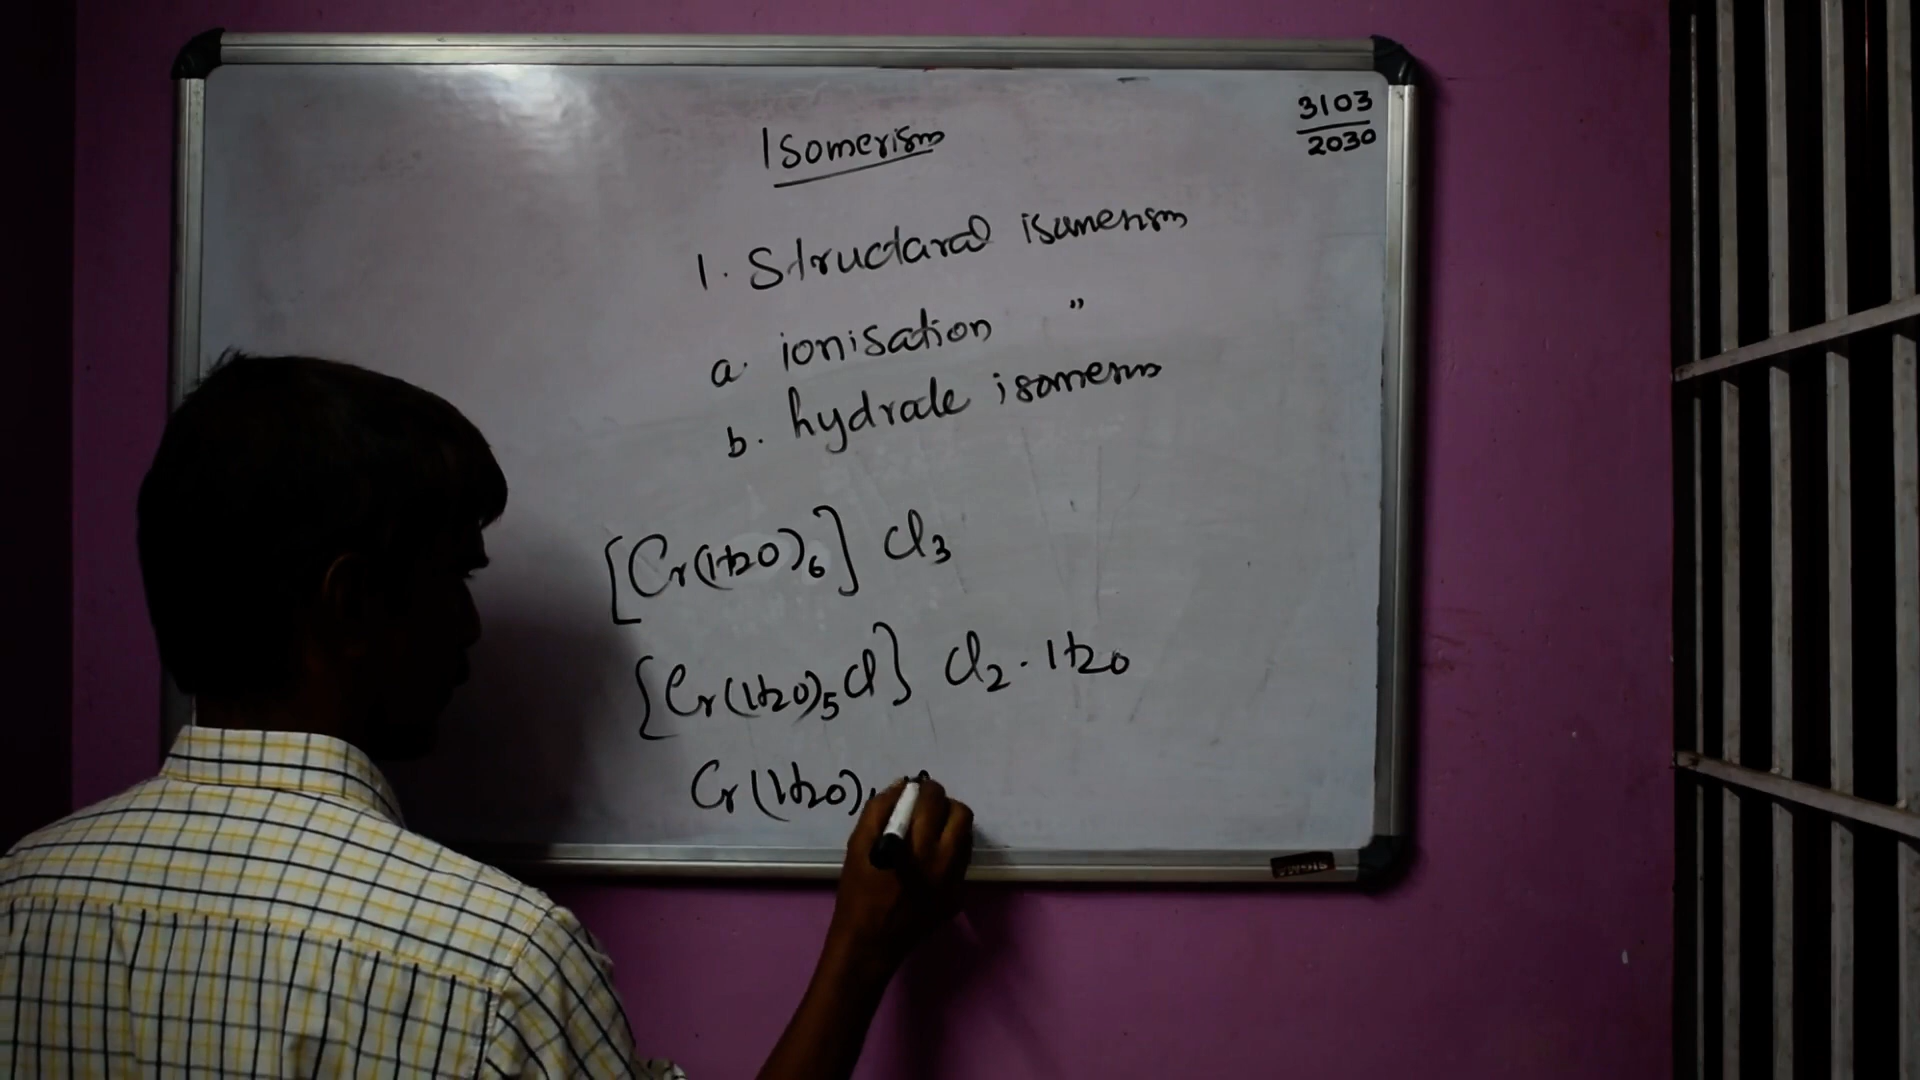 Isomerism
3103
2030
1. Structural isomerism
a. ionisation "
b. hydrate isomerism
[Cr(H2O)6] Cl3
[Cr(H2O)5Cl] Cl2 . H2O
Cr(H2O)